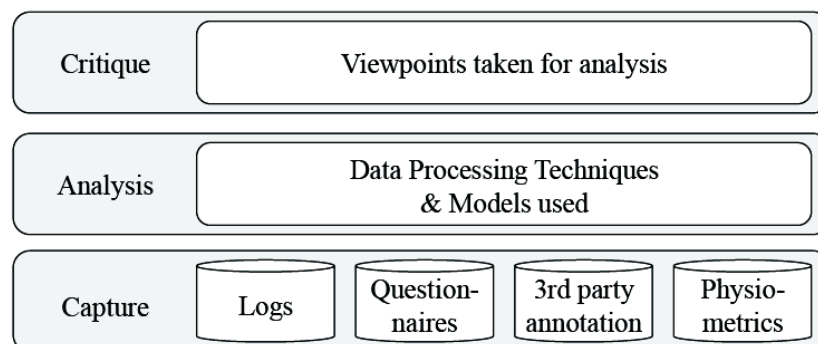 Critique
Viewpoints taken for analysis
Analysis
Data Processing Techniques
& Models used
Capture
Logs
Question-
naires
3rd party
annotation
Physio-
metrics